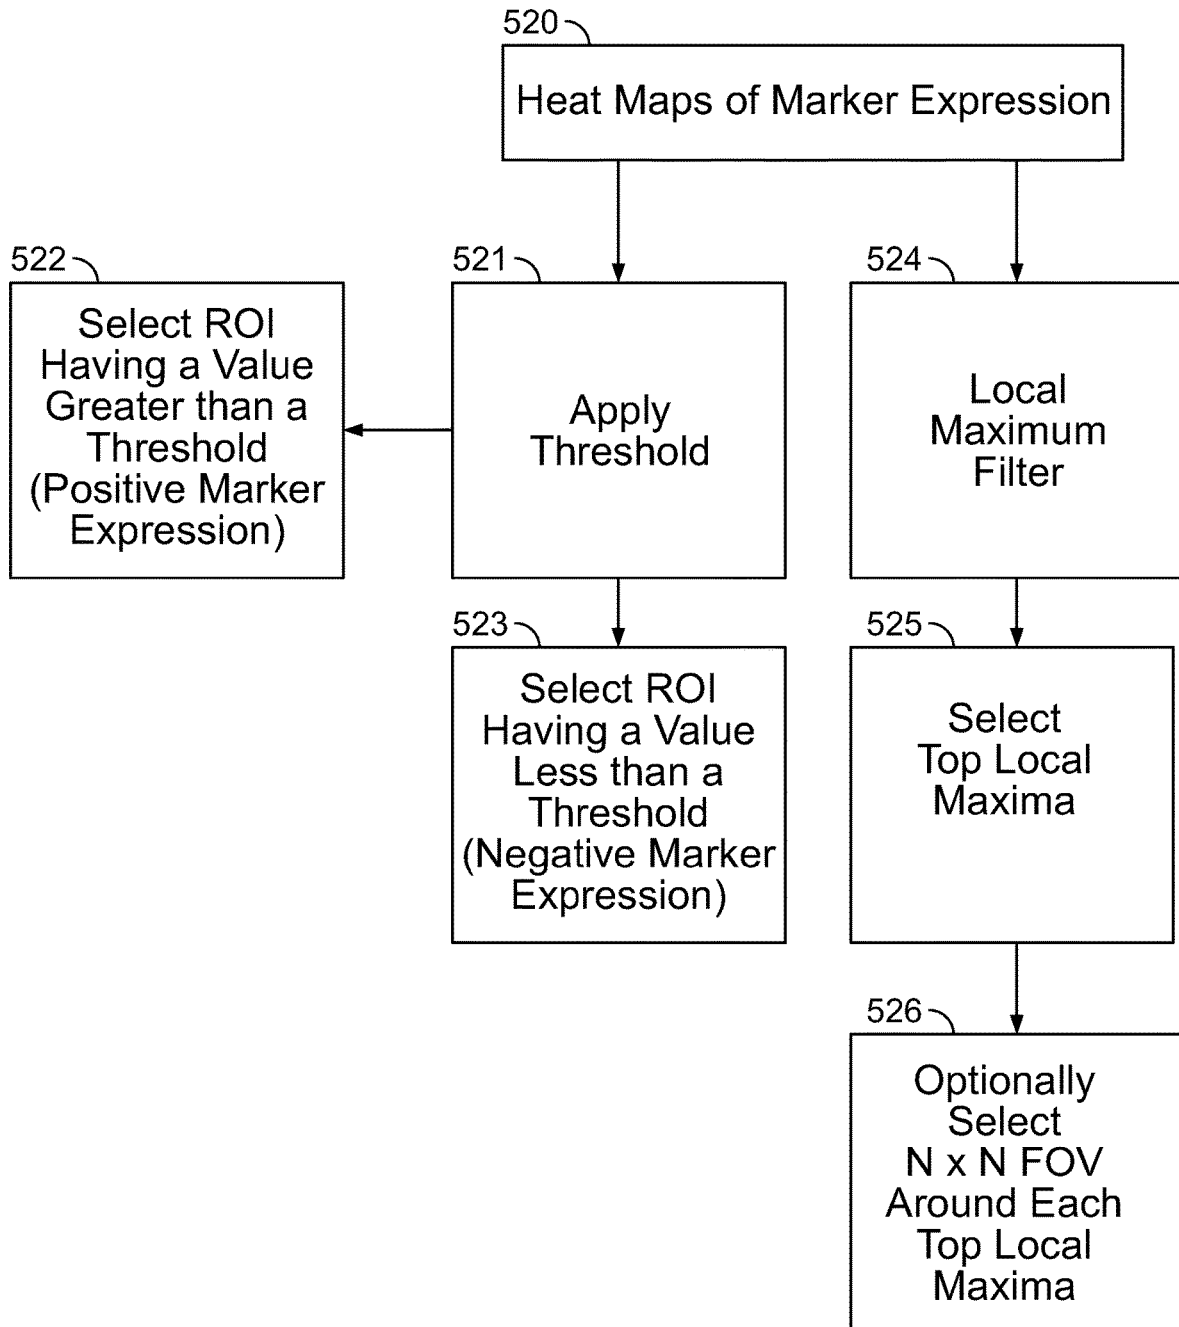 520
Heat Maps of Marker Expression
522
Select ROI
Having a Value
Greater than a
Threshold
(Positive Marker
Expression)
521
Apply
Threshold
524
Local
Maximum
Filter
523
Select ROI
Having a Value
Less than a
Threshold
(Negative Marker
Expression)
525
Select
Top Local
Maxima
526
Optionally
Select
N x N FOV
Around Each
Top Local
Maxima